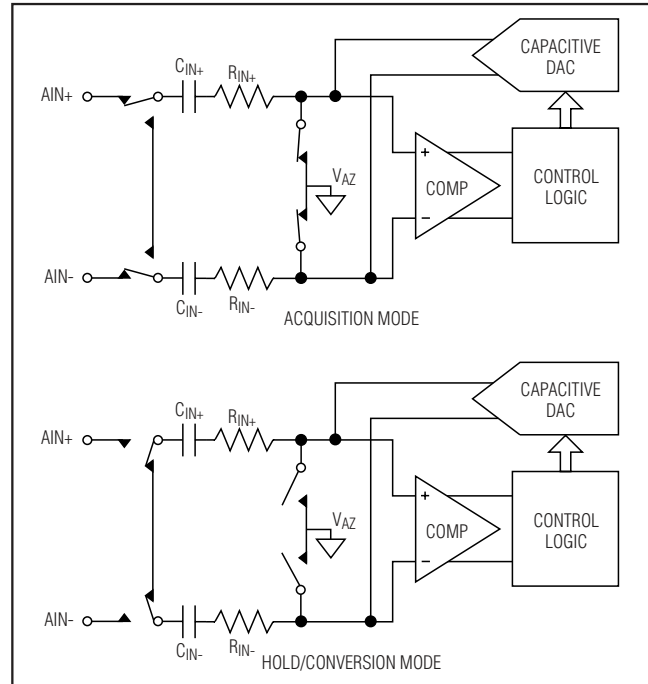 CAPACITIVE
DAC
CIN+
RIN+
AIN+
VAZ
+
COMP
−
CONTROL
LOGIC
AIN-
CIN-
RIN-
ACQUISITION MODE
CAPACITIVE
DAC
CIN+
RIN+
AIN+
VAZ
+
COMP
−
CONTROL
LOGIC
AIN-
CIN-
RIN-
HOLD/CONVERSION MODE